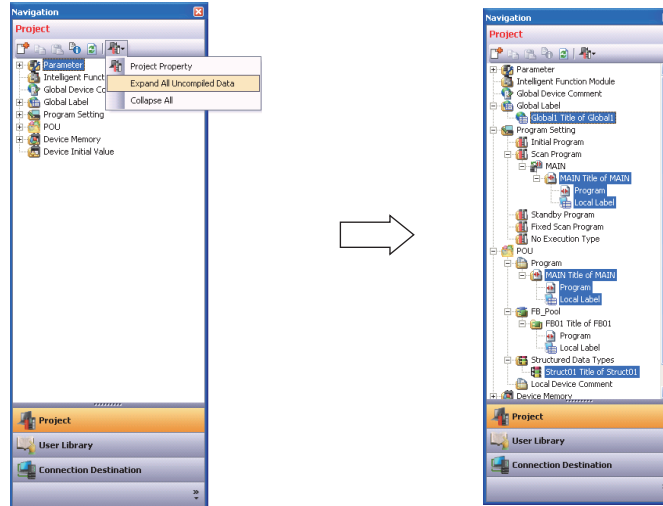 Navigation
Project
Project Property
Expand All Uncompiled Data
Collapse All
Parameter
Intelligent Funct
Global Device Co
Global Label
Program Setting
POU
Device Memory
Device Initial Value
Project
User Library
Connection Destination
Navigation
Project
Parameter
Intelligent Function Module
Global Device Comment
Global Label
Global1 Title of Global1
Program Setting
Initial Program
Scan Program
MAIN
MAIN Title of MAIN
Program
Local Label
Standby Program
Fixed Scan Program
No Execution Type
POU
Program
MAIN Title of MAIN
Program
Local Label
FB_Pool
FB01 Title of FB01
Program
Local Label
Structured Data Types
Struct01 Title of Struct01
Local Device Comment
Device Memory
Project
User Library
Connection Destination